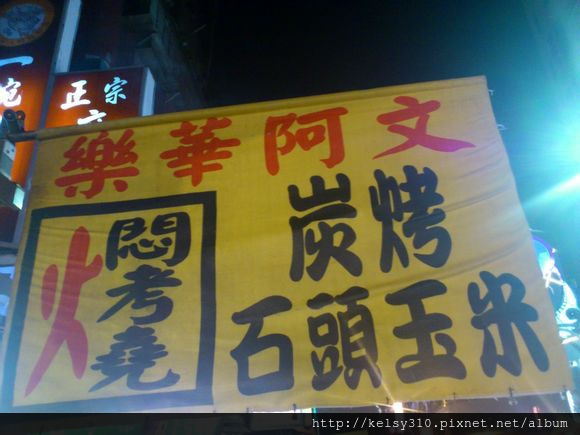 正宗
樂華阿文
火
悶考堯
炭烤
石頭玉米
http://kelsy310.pixnet.net/album